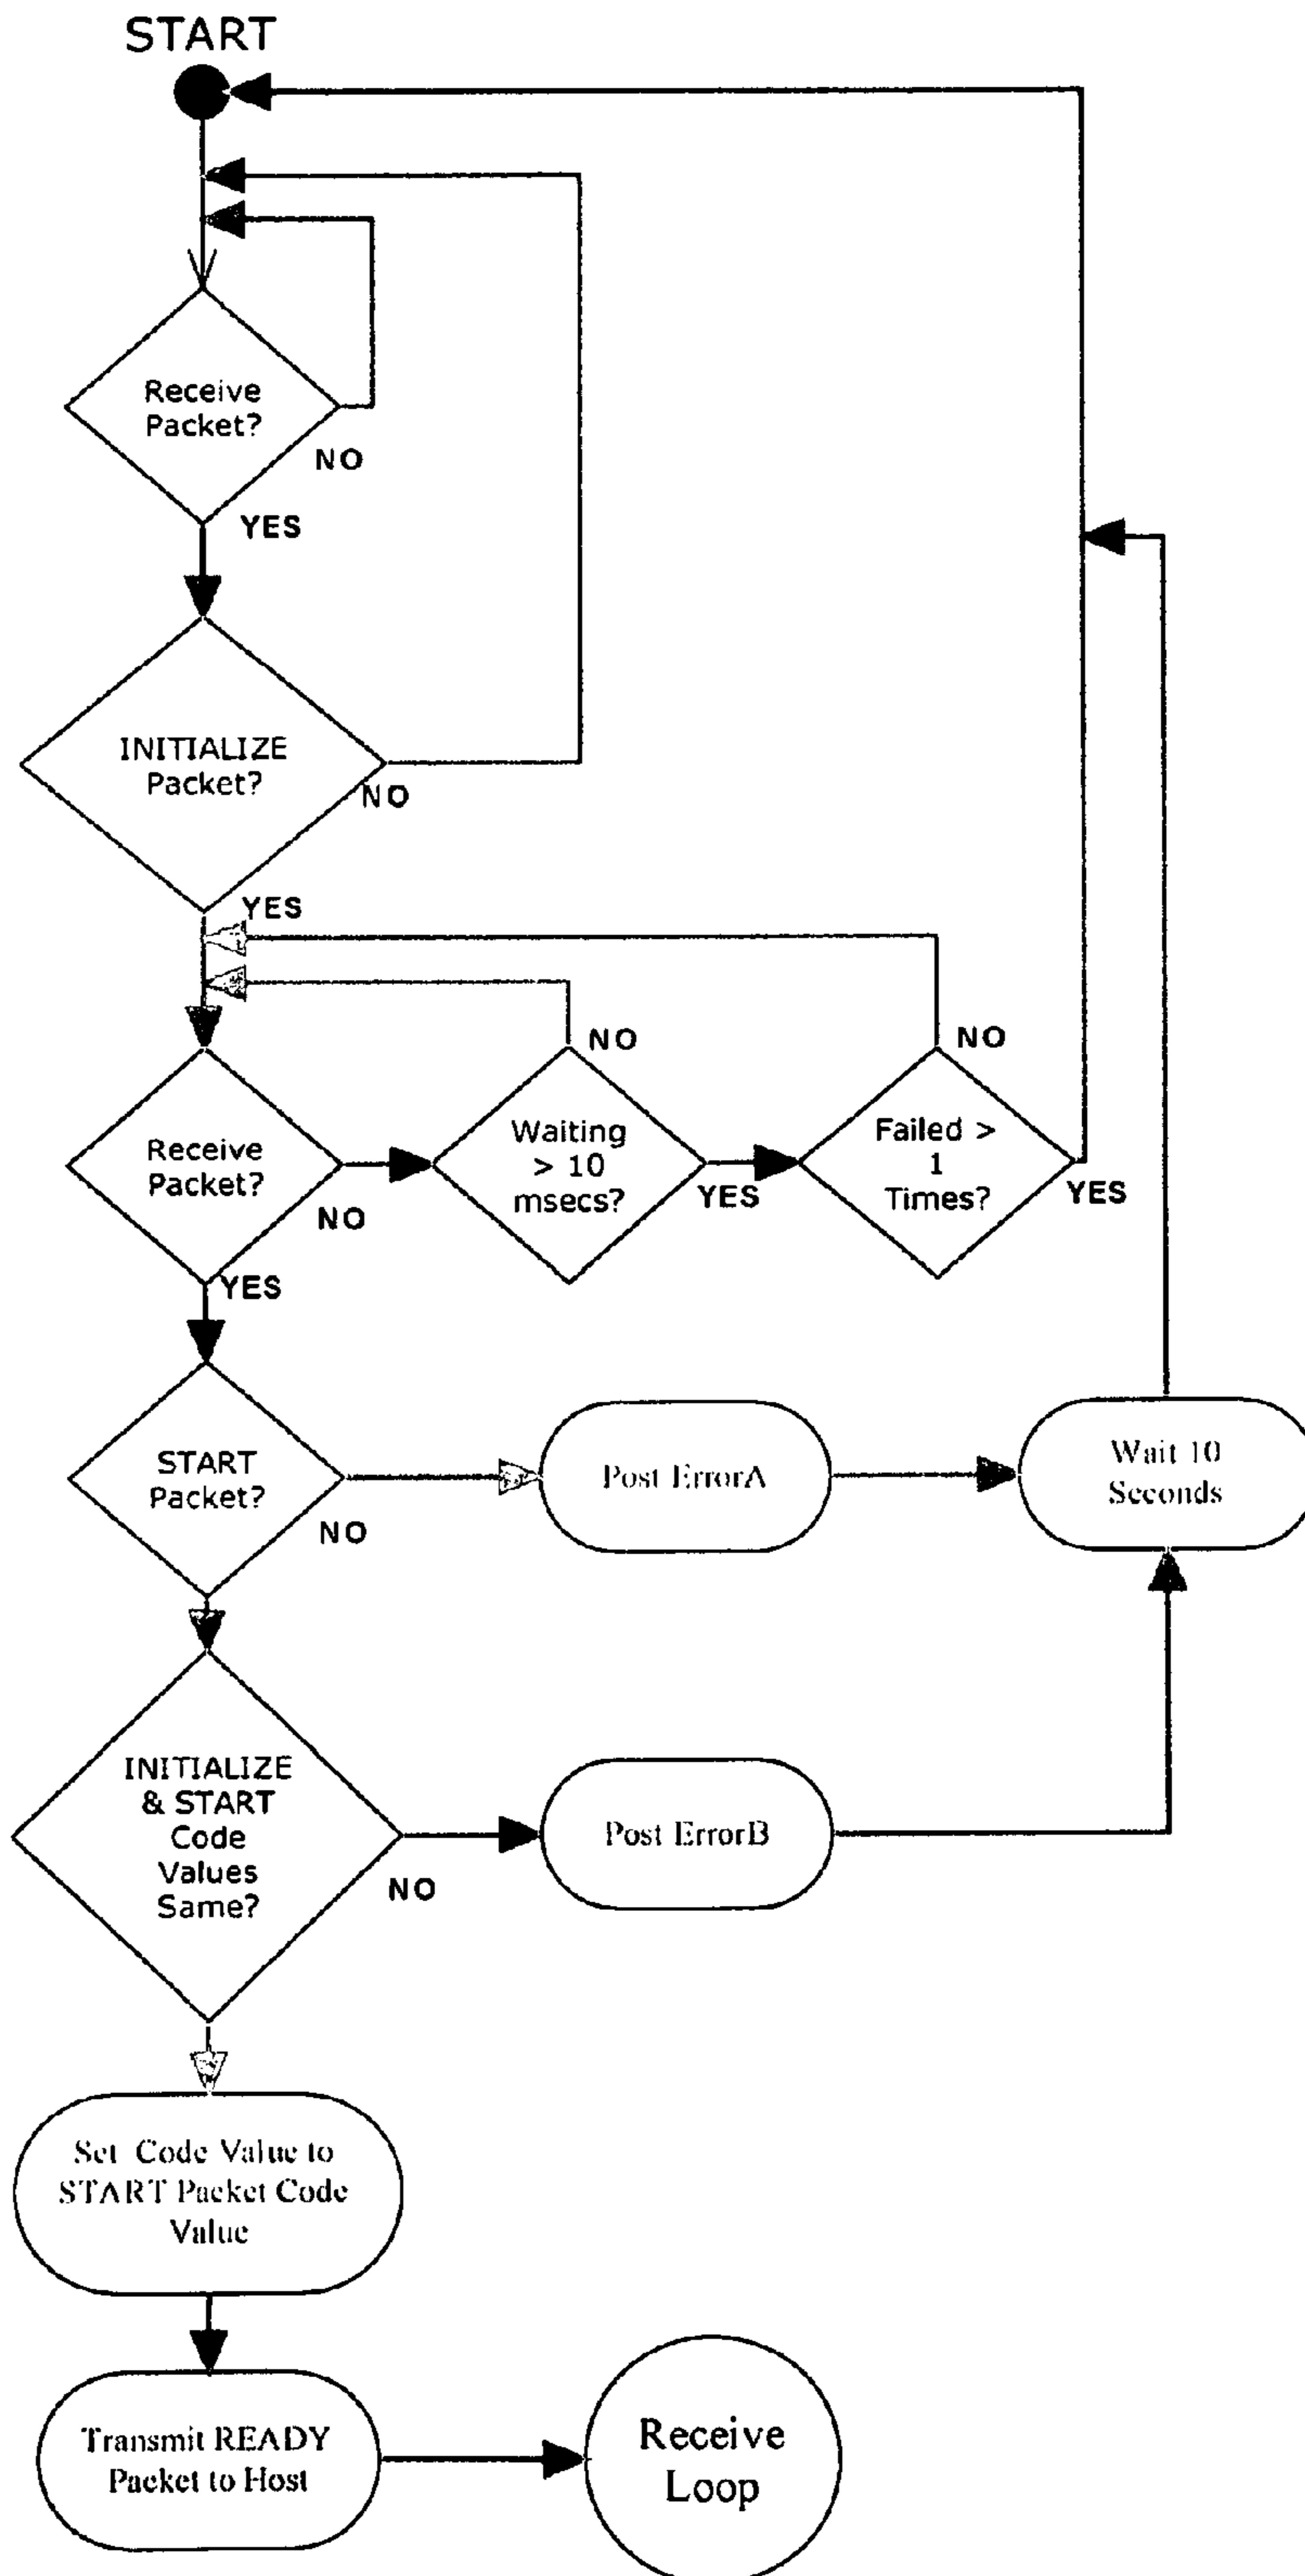 START
Receive
Packet?
NO
YES
INITIALIZE
Packet?
NO
YES
Receive
Packet?
NO
YES
Waiting
> 10
msecs?
NO
YES
Failed >
1
Times?
NO
YES
START
Packet?
NO
Post ErrorA
Wait 10
Seconds
INITIALIZE
& START
Code
Values
Same?
NO
Post ErrorB
Set Code Value to
START Packet Code
Value
Transmit READY
Packet to Host
Receive
Loop